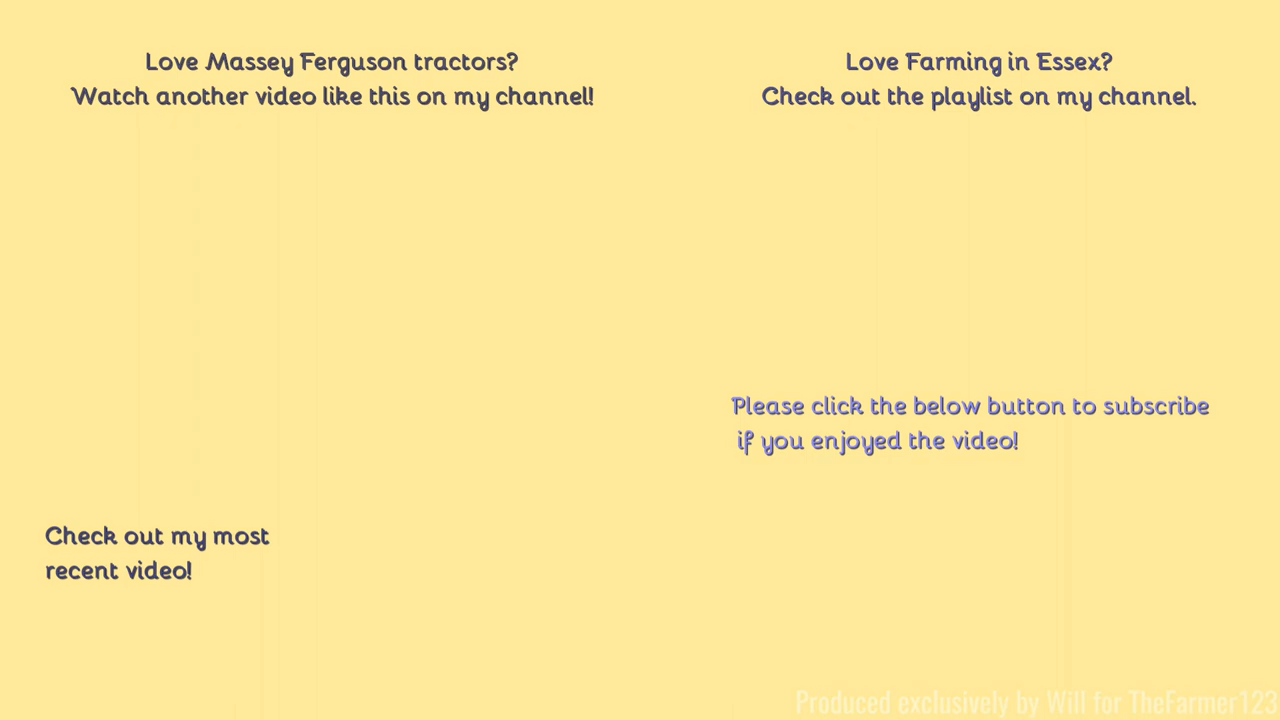 Love Massey Ferguson tractors?
Watch another video like this on my channel!
Love Farming in Essex?
Check out the playlist on my channel.
Please click the below button to subscribe
if you enjoyed the video!
Check out my most
recent video!
Produced exclusively by Will for TheFarmer123